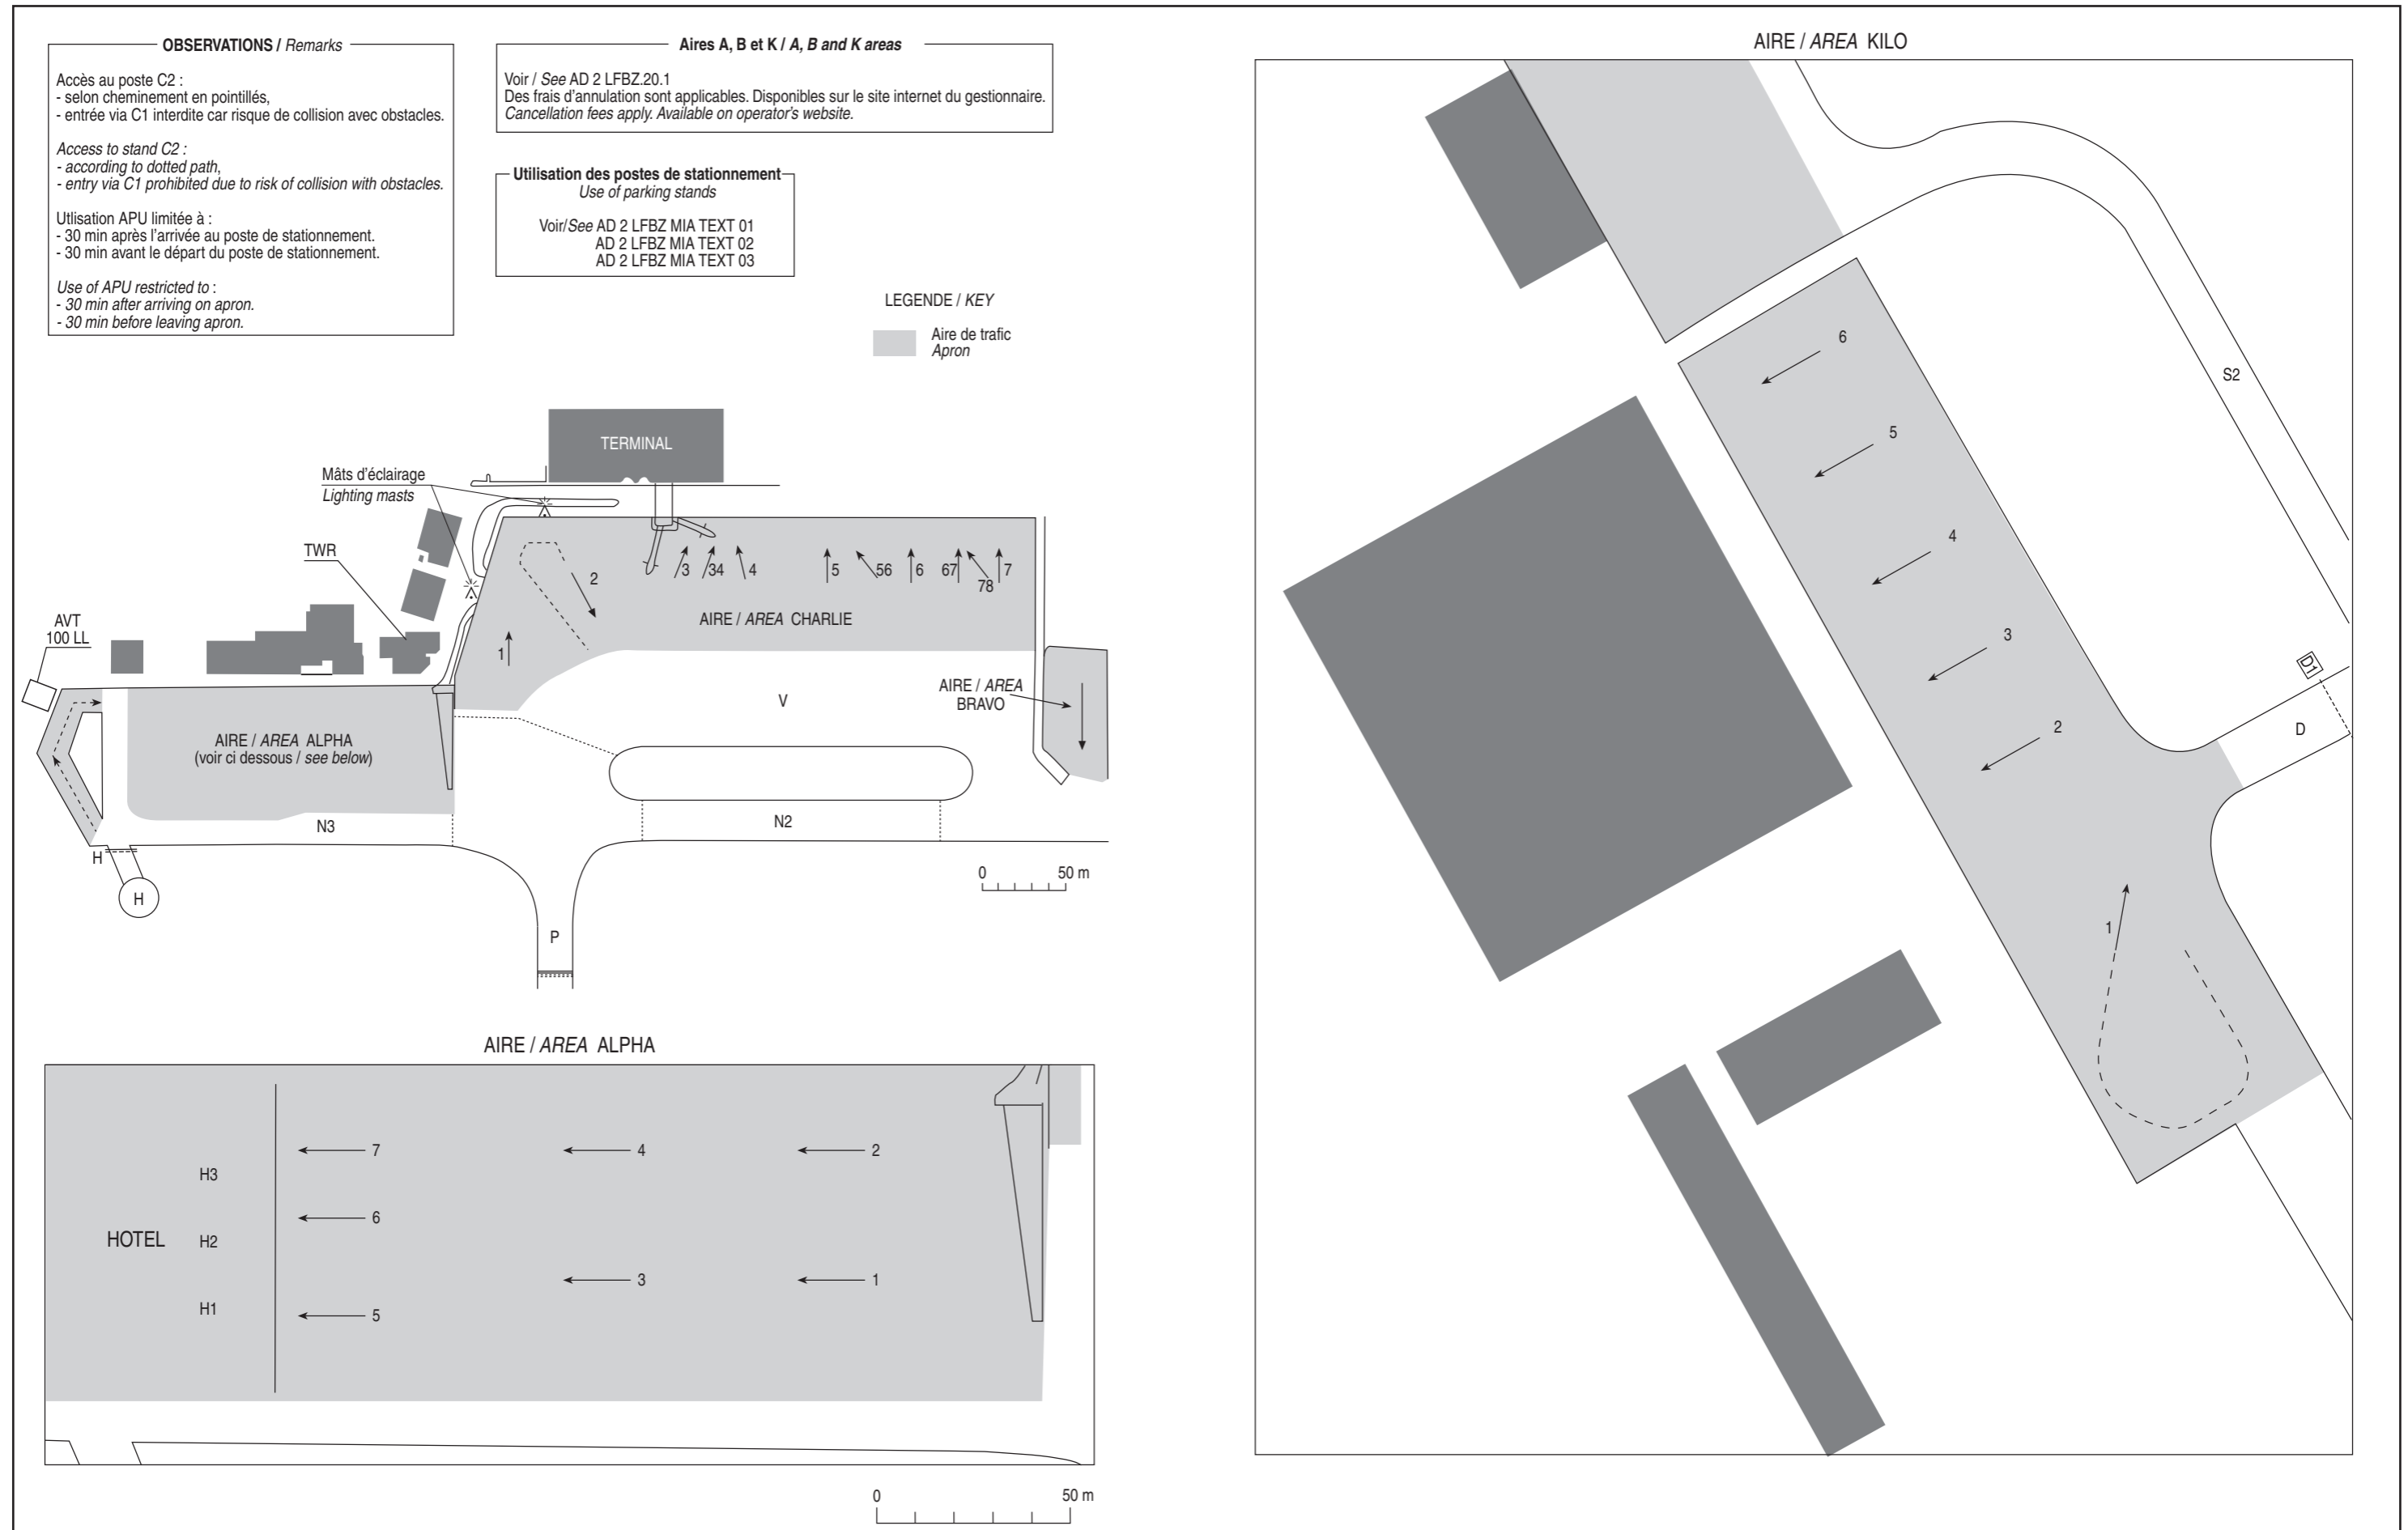 OBSERVATIONS / Remarks
Accès au poste C2 :
- selon cheminement en pointillés,
- entrée via C1 interdite car risque de collision avec obstacles.
Access to stand C2 :
- according to dotted path,
- entry via C1 prohibited due to risk of collision with obstacles.
Utlisation APU limitée à :
- 30 min après l'arrivée au poste de stationnement.
- 30 min avant le départ du poste de stationnement.
Use of APU restricted to :
- 30 min after arriving on apron.
- 30 min before leaving apron.
Aires A, B et K / A, B and K areas
Voir / See AD 2 LFBZ.20.1
Des frais d'annulation sont applicables. Disponibles sur le site internet du gestionnaire.
Cancellation fees apply. Available on operator's website.
Utilisation des postes de stationnement
Use of parking stands
Voir/See AD 2 LFBZ MIA TEXT 01
AD 2 LFBZ MIA TEXT 02
AD 2 LFBZ MIA TEXT 03
LEGENDE / KEY
Aire de trafic
Apron
TERMINAL
Mâts d'éclairage
Lighting masts
TWR
AVT
100 LL
2
3
34
4
5
56
6
67
78
7
1
AIRE / AREA CHARLIE
AIRE / AREA
BRAVO
V
AIRE / AREA ALPHA
(voir ci dessous / see below)
N3
N2
H
H
P
0 50 m
AIRE / AREA ALPHA
7
4
2
H3
6
HOTEL
H2
3
1
H1
5
0 50 m
AIRE / AREA KILO
6
S2
5
4
3
D1
2
D
1